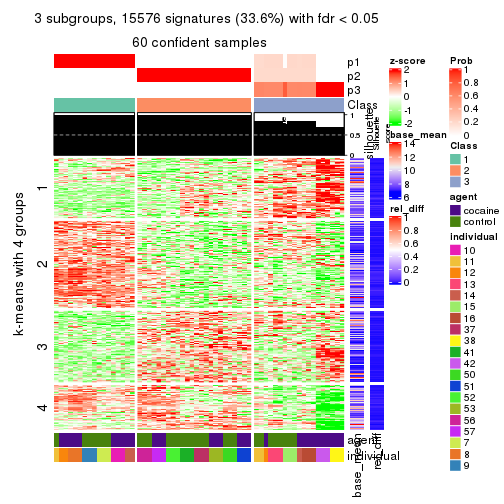 3 subgroups, 15576 signatures (33.6%) with fdr < 0.05
60 confident samples
p1
p2
p3
Class
1
0.5
0
silhouette
Silhouette
score
k-means with 4 groups
1
2
3
4
agent
individual
base_mean
rel_diff
z-score
2
1
0
-1
-2
base_mean
14
12
10
8
6
rel_diff
1
0.8
0.6
0.4
0.2
0
Prob
1
0.8
0.6
0.4
0.2
0
Class
1
2
3
agent
cocaine
control
individual
10
11
12
13
14
15
16
37
38
41
42
50
51
52
53
56
57
7
8
9